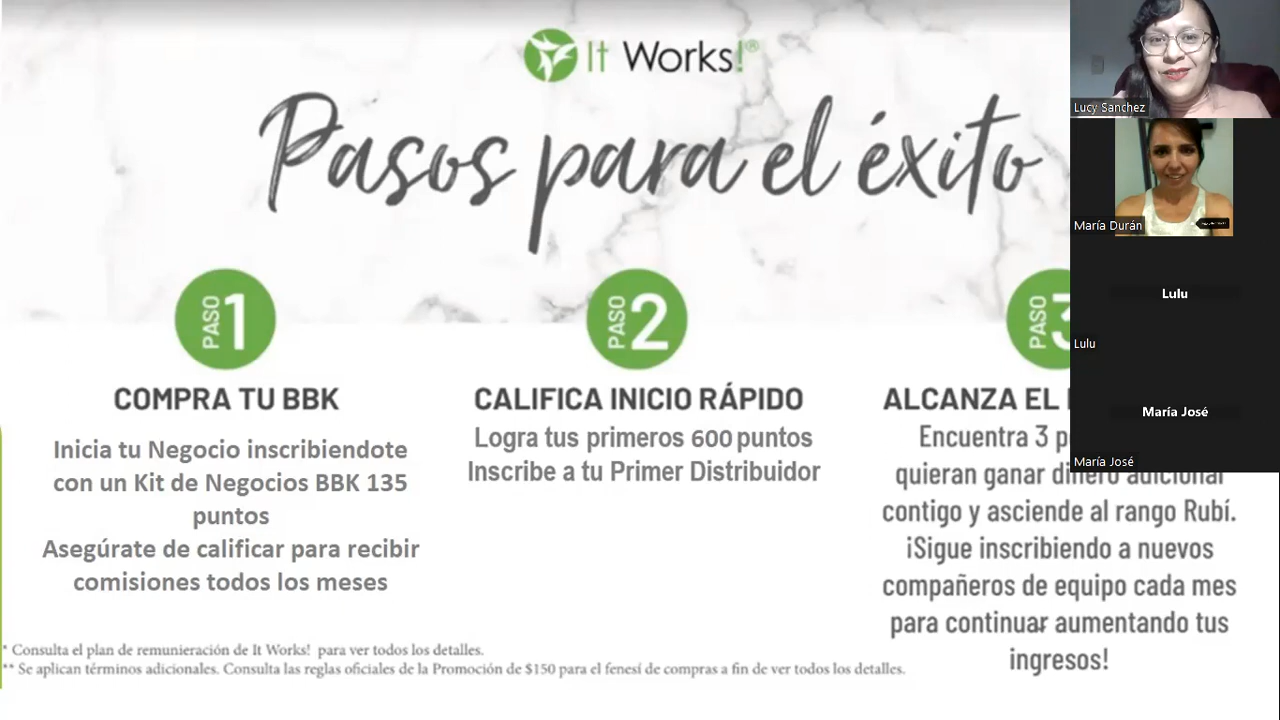 It Works!®
Pasos para el éxito
PASO 1
COMPRA TU BBK
Inicia tu Negocio inscribiendote
con un Kit de Negocios BBK 135
puntos
Asegúrate de calificar para recibir
comisiones todos los meses
PASO 2
CALIFICA INICIO RÁPIDO
Logra tus primeros 600 puntos
Inscribe a tu Primer Distribuidor
PASO 3
ALCANZA EL
Encuentra 3
quieran ganar dinero adicional
contigo y asciende al rango Rubí.
¡Sigue inscribiendo a nuevos
compañeros de equipo cada mes
para continuar aumentando tus
ingresos!
* Consulta el plan de remunieración de It Works! para ver todos los detalles.
** Se aplican términos adicionales. Consulta las reglas oficiales de la Promoción de $150 para el fenesí de compras a fin de ver todos los detalles.
Lucy Sanchez
María Durán
Lulu
Lulu
María José
María José